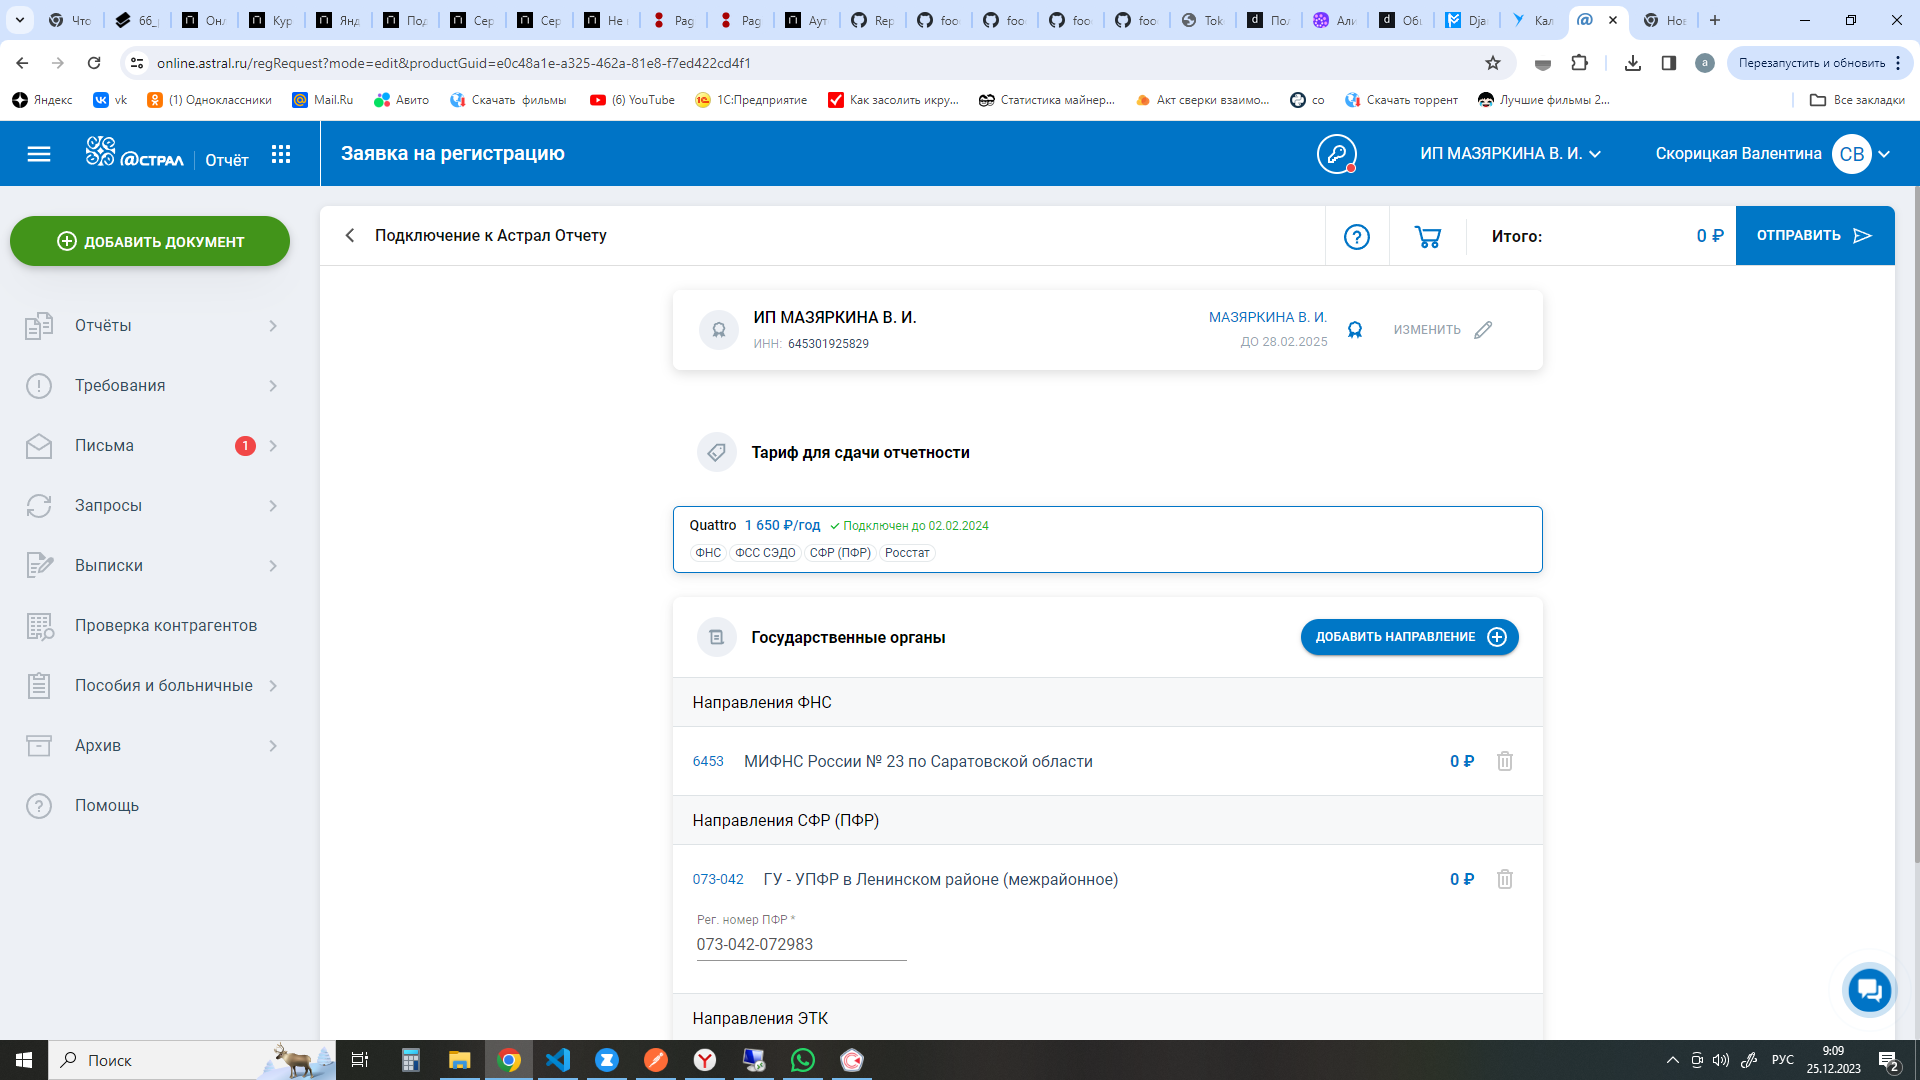 Что
66_
Онл
Кур
Янд
Под
Сер
Сер
Не
Pag
Pag
Аут
Rep
foo
foo
foo
foo
Tok
Пол
Али
Общ
Dja
Кал
Нов
online.astral.ru/regRequest?mode=edit&productGuid=e0c48a1e-a325-462a-81e8-f7ed422cd4f1
a
Перезапустить и обновить
Яндекс
vk
(1) Одноклассники
Mail.Ru
Авито
Скачать фильмы
(6) YouTube
1С:Предприятие
Как засолить икру...
Статистика майнер...
Акт сверки взаимо...
co
Скачать торрент
Лучшие фильмы 2...
Все закладки
@СТРАЛ
Отчёт
Заявка на регистрацию
ИП МАЗЯРКИНА В. И.
Скорицкая Валентина
СВ
ДОБАВИТЬ ДОКУМЕНТ
Подключение к Астрал Отчету
Итого:
0 ₽
ОТПРАВИТЬ
Отчёты
Требования
Письма
1
Запросы
Выписки
Проверка контрагентов
Пособия и больничные
Архив
Помощь
ИП МАЗЯРКИНА В. И.
ИНН: 645301925829
МАЗЯРКИНА В. И.
ДО 28.02.2025
ИЗМЕНИТЬ
Тариф для сдачи отчетности
Quattro 1 650 ₽/год Подключен до 02.02.2024
ФНС ФСС СЭДО СФР (ПФР) Росстат
Государственные органы
ДОБАВИТЬ НАПРАВЛЕНИЕ
Направления ФНС
6453 МИФНС России № 23 по Саратовской области 0 ₽
Направления СФР (ПФР)
073-042 ГУ - УПФР в Ленинском районе (межрайонное) 0 ₽
Рег. номер ПФР *
073-042-072983
Направления ЭТК
Поиск
РУС
9:09
25.12.2023
2